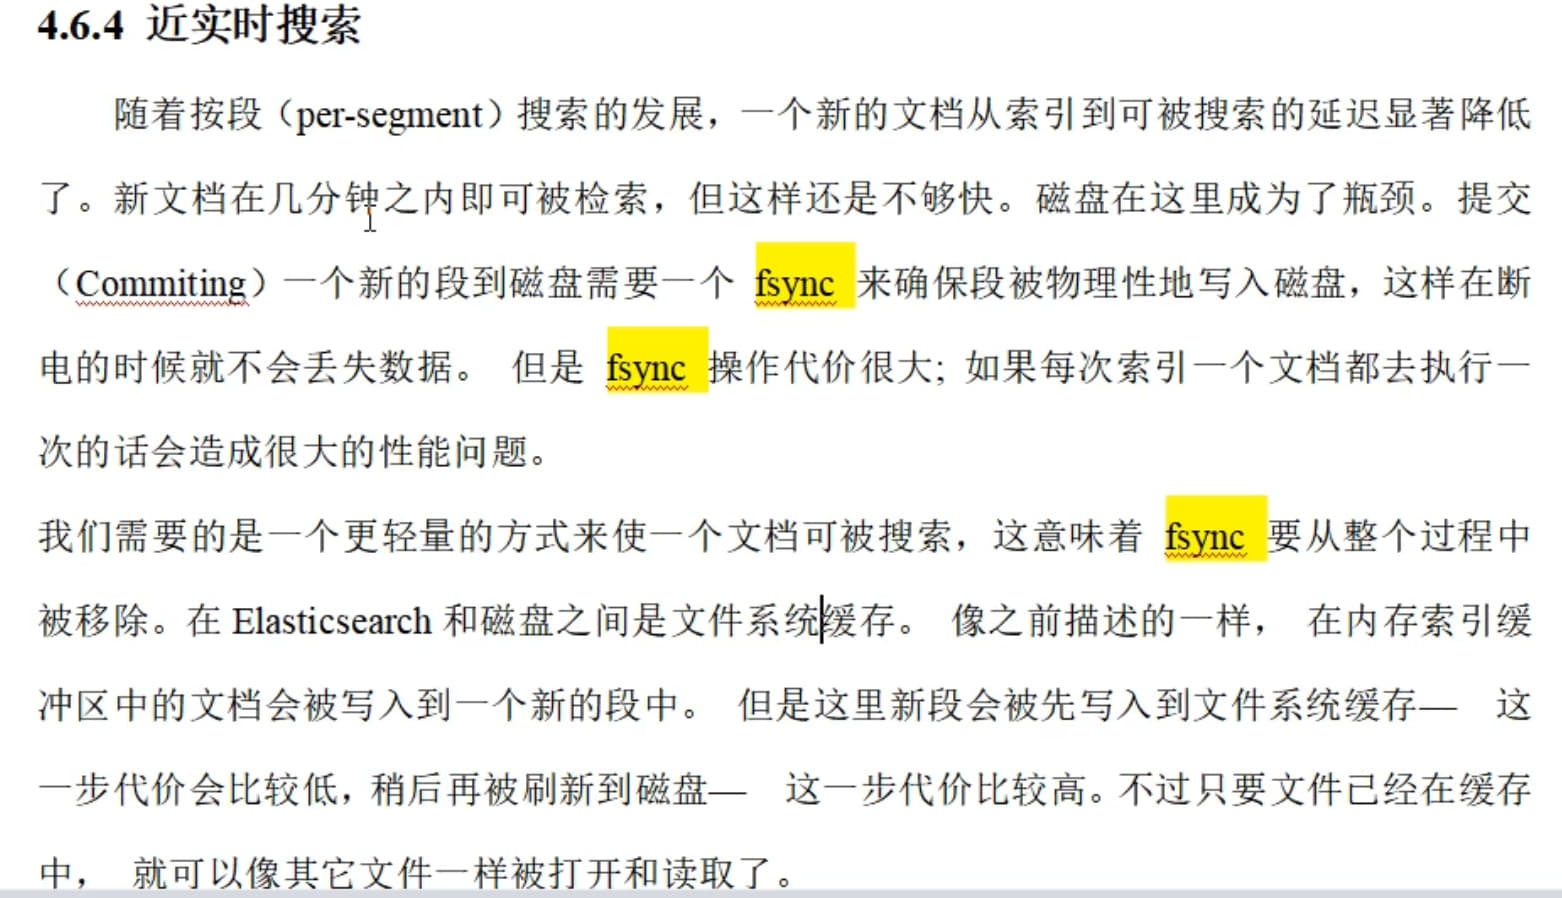 4.6.4 近实时搜索
随着按段（per-segment）搜索的发展，一个新的文档从索引到可被搜索的延迟显著降低
了。新文档在几分钟之内即可被检索，但这样还是不够快。磁盘在这里成为了瓶颈。提交
（Commiting）一个新的段到磁盘需要一个 fsync 来确保段被物理性地写入磁盘，这样在断
电的时候就不会丢失数据。 但是 fsync 操作代价很大; 如果每次索引一个文档都去执行一
次的话会造成很大的性能问题。
我们需要的是一个更轻量的方式来使一个文档可被搜索，这意味着 fsync 要从整个过程中
被移除。在 Elasticsearch 和磁盘之间是文件系统缓存。 像之前描述的一样， 在内存索引缓
冲区中的文档会被写入到一个新的段中。 但是这里新段会被先写入到文件系统缓存— 这
一步代价会比较低，稍后再被刷新到磁盘— 这一步代价比较高。不过只要文件已经在缓存
中， 就可以像其它文件一样被打开和读取了。